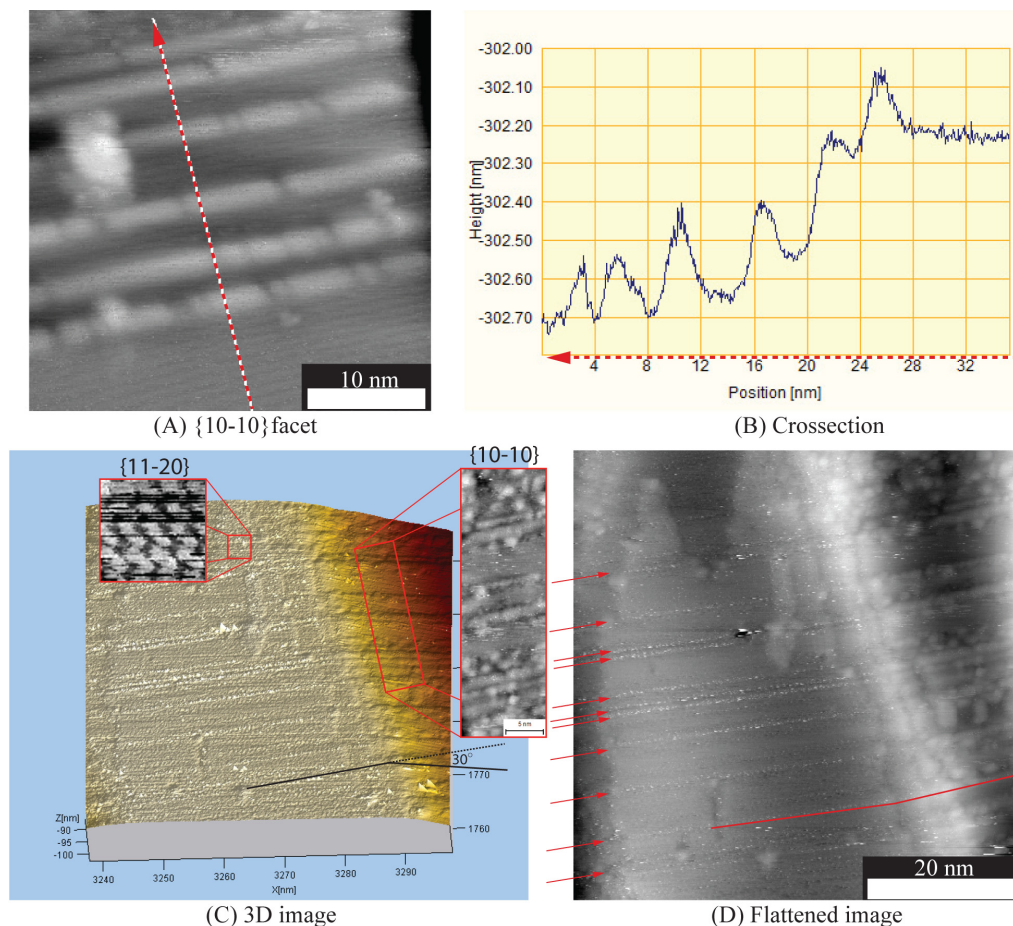 10 nm
(A) {10-10}facet
-302.00
-302.10
-302.20
-302.30
-302.40
-302.50
-302.60
-302.70
Height [nm]
4 8 12 16 20 24 28 32
Position [nm]
(B) Crossection
{11-20}
{10-10}
5 nm
30°
1770
1760
Z[nm]
-90
-95
-100
3240 3250 3260 3270 3280 3290
X[nm]
(C) 3D image
20 nm
(D) Flattened image